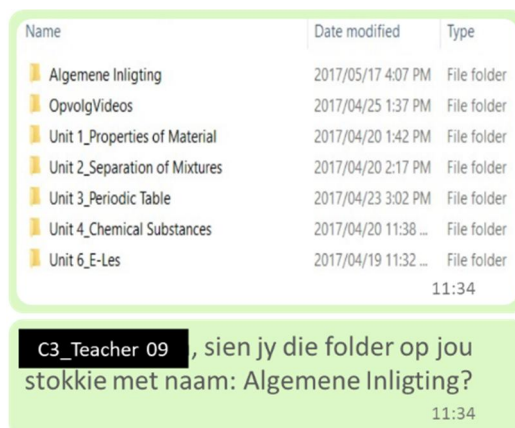 Name Date modified Type
Algemene Inligting 2017/05/17 4:07 PM File folder
OpvolgVideos 2017/04/25 1:37 PM File folder
Unit 1_Properties of Material 2017/04/20 1:42 PM File folder
Unit 2_Separation of Mixtures 2017/04/20 2:17 PM File folder
Unit 3_Periodic Table 2017/04/23 3:02 PM File folder
Unit 4_Chemical Substances 2017/04/20 11:38 ... File folder
Unit 6_E-Les 2017/04/19 11:32 ... File folder
11:34
C3_Teacher 09 , sien jy die folder op jou
stokkie met naam: Algemene Inligting?
11:34